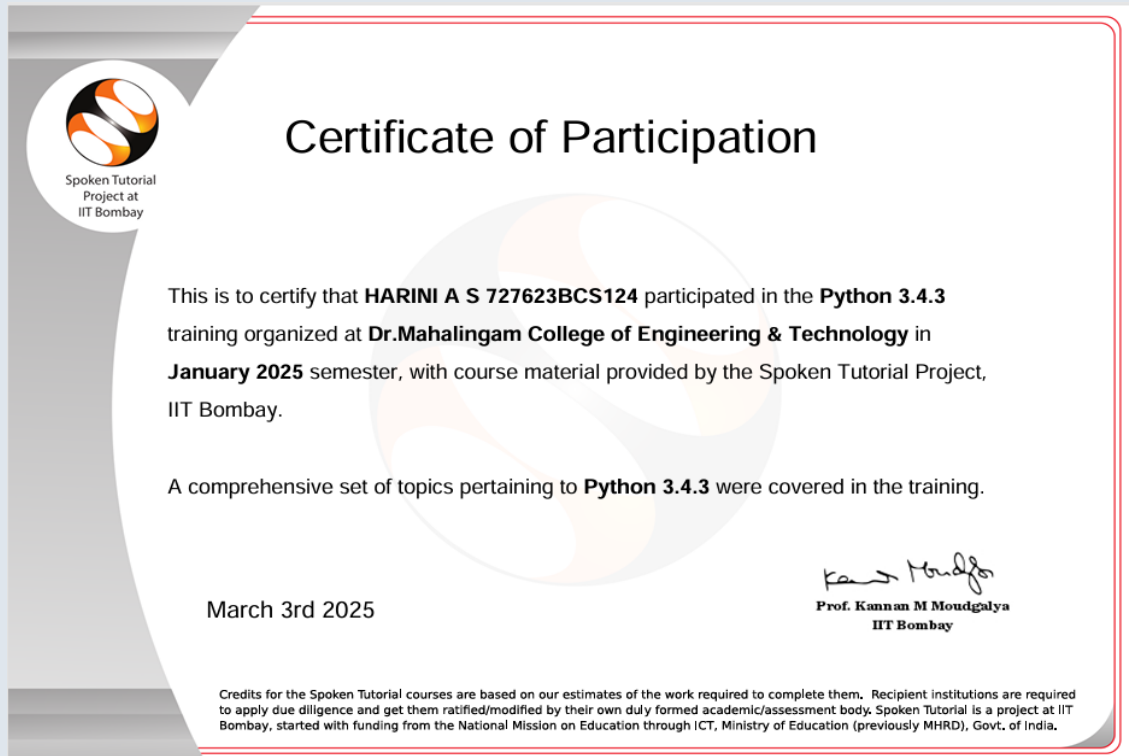 Spoken Tutorial
Project at
IIT Bombay
Certificate of Participation
This is to certify that HARINI A S 727623BCS124 participated in the Python 3.4.3
training organized at Dr.Mahalingam College of Engineering & Technology in
January 2025 semester, with course material provided by the Spoken Tutorial Project,
IIT Bombay.
A comprehensive set of topics pertaining to Python 3.4.3 were covered in the training.
March 3rd 2025
Kannan Moudgalya
Prof. Kannan M Moudgalya
IIT Bombay
Credits for the Spoken Tutorial courses are based on our estimates of the work required to complete them. Recipient institutions are required
to apply due diligence and get them ratified/modified by their own duly formed academic/assessment body. Spoken Tutorial is a project at IIT
Bombay, started with funding from the National Mission on Education through ICT, Ministry of Education (previously MHRD), Govt. of India.